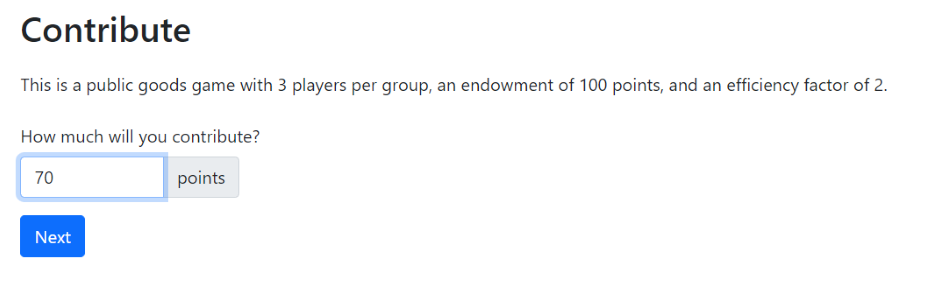 Contribute
This is a public goods game with 3 players per group, an endowment of 100 points, and an efficiency factor of 2.
How much will you contribute?
70 points
Next